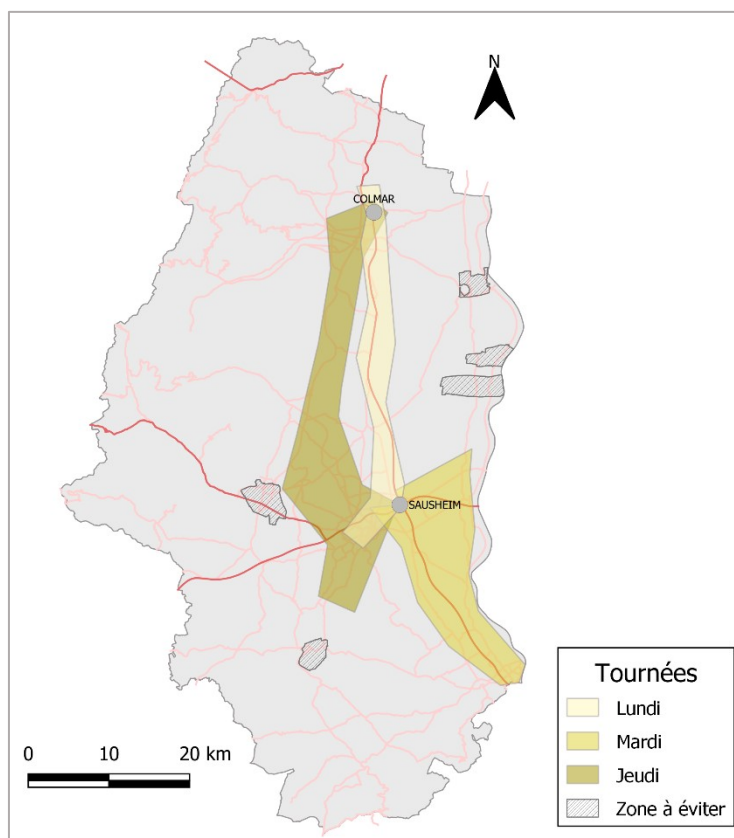 N
COLMAR
SAUSHEIM
Tournées
Lundi
Mardi
Jeudi
Zone à éviter
0 10 20 km